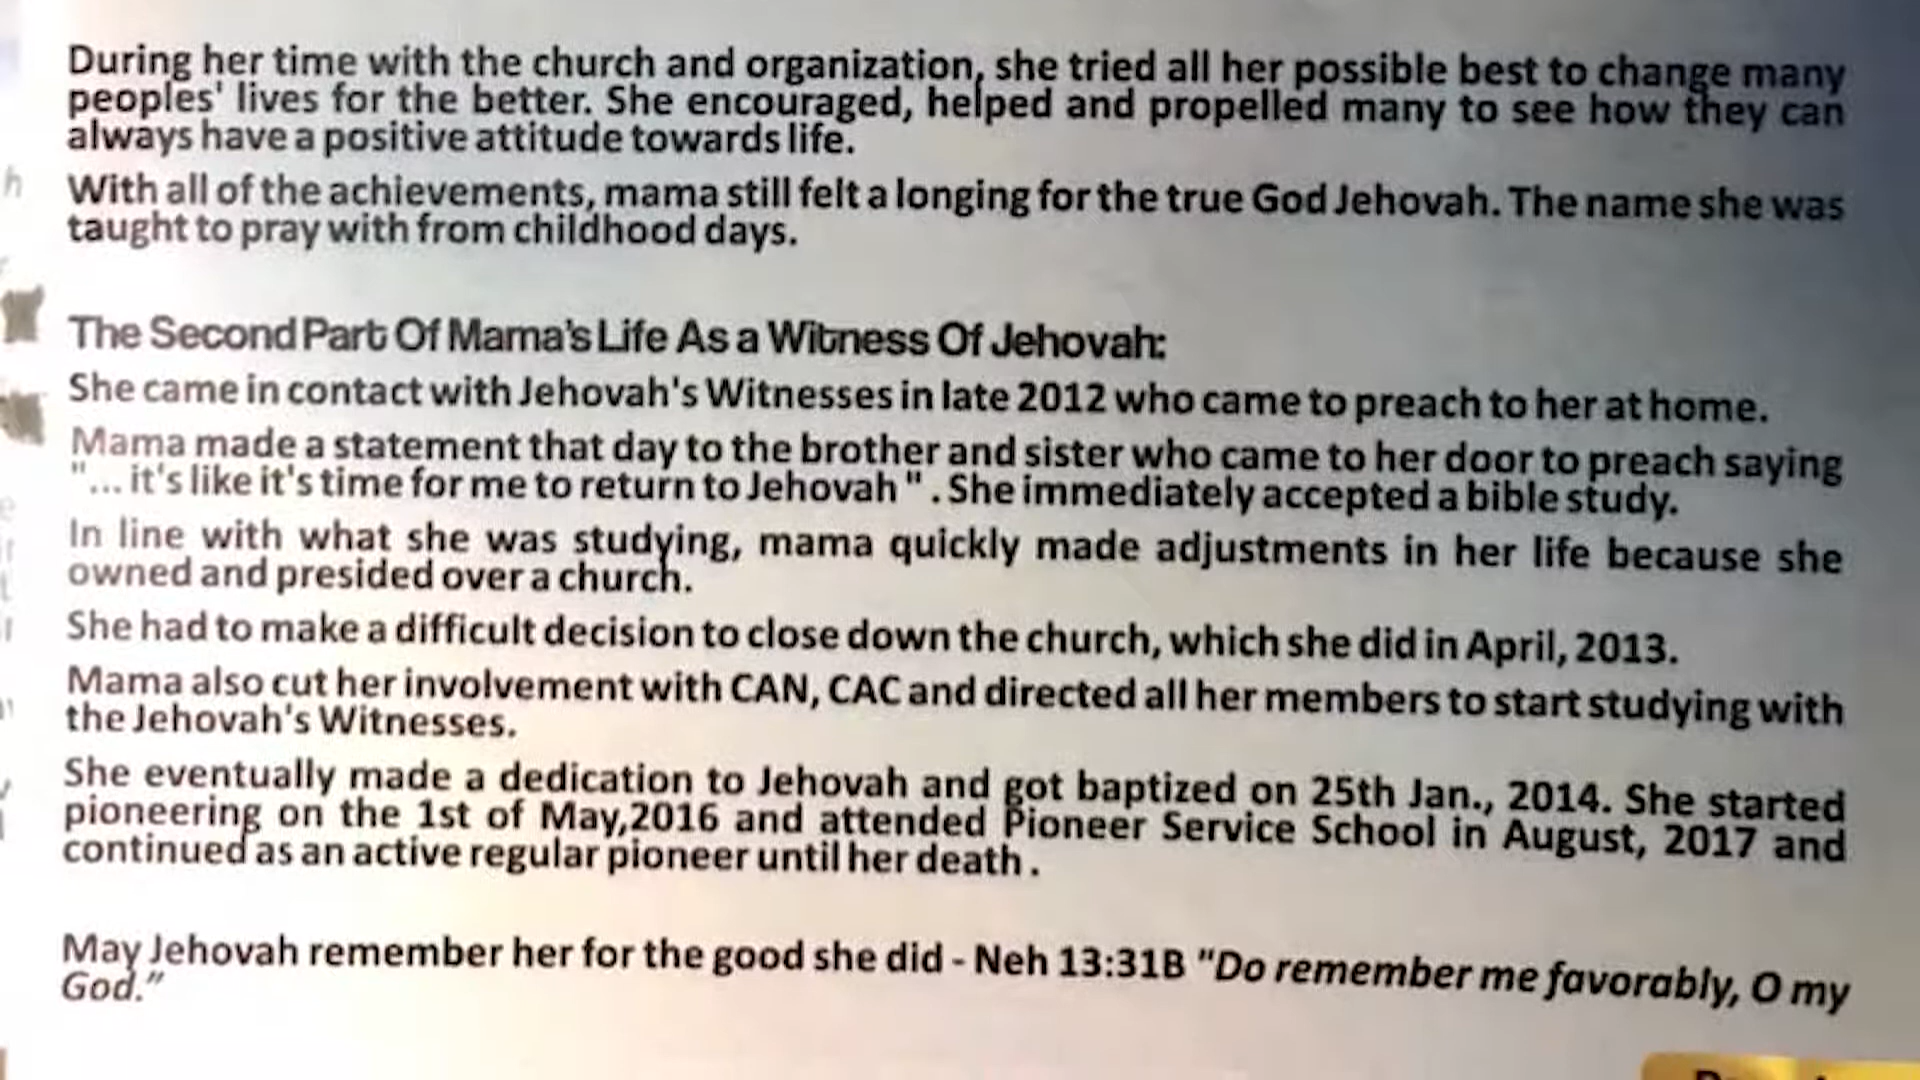 During her time with the church and organization, she tried all her possible best to change many
peoples' lives for the better. She encouraged, helped and propelled many to see how they can
always have a positive attitude towards life.
With all of the achievements, mama still felt a longing for the true God Jehovah. The name she was
taught to pray with from childhood days.
The Second Part Of Mama's Life As a Witness Of Jehovah:
She came in contact with Jehovah's Witnesses in late 2012 who came to preach to her at home.
Mama made a statement that day to the brother and sister who came to her door to preach saying
"... it's like it's time for me to return to Jehovah " . She immediately accepted a bible study.
In line with what she was studying, mama quickly made adjustments in her life because she
owned and presided over a church.
She had to make a difficult decision to close down the church, which she did in April, 2013.
Mama also cut her involvement with CAN, CAC and directed all her members to start studying with
the Jehovah's Witnesses.
She eventually made a dedication to Jehovah and got baptized on 25th Jan., 2014. She started
pioneering on the 1st of May,2016 and attended Pioneer Service School in August, 2017 and
continued as an active regular pioneer until her death .
May Jehovah remember her for the good she did - Neh 13:31B "Do remember me favorably, O my
God."